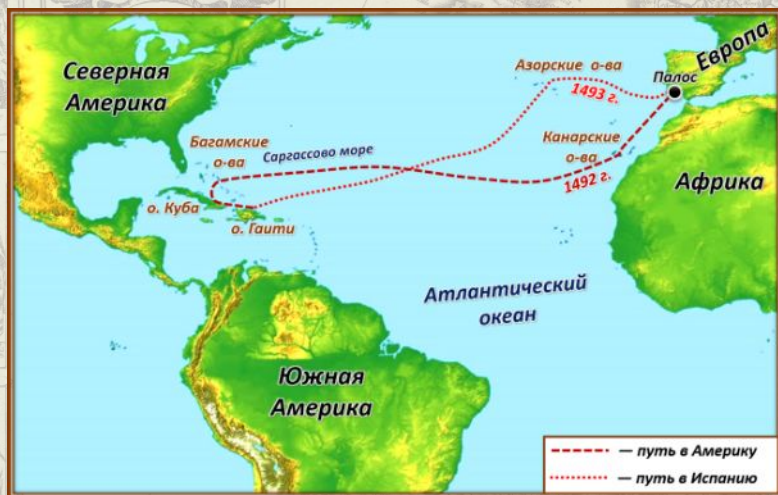 Северная
Америка
Европа
Азорские о-ва
Палос
1493 г.
Багамские
о-ва
Саргассово море
Канарские
о-ва
1492 г.
Африка
о. Куба
о. Гаити
Атлантический
океан
Южная
Америка
— путь в Америку
— путь в Испанию